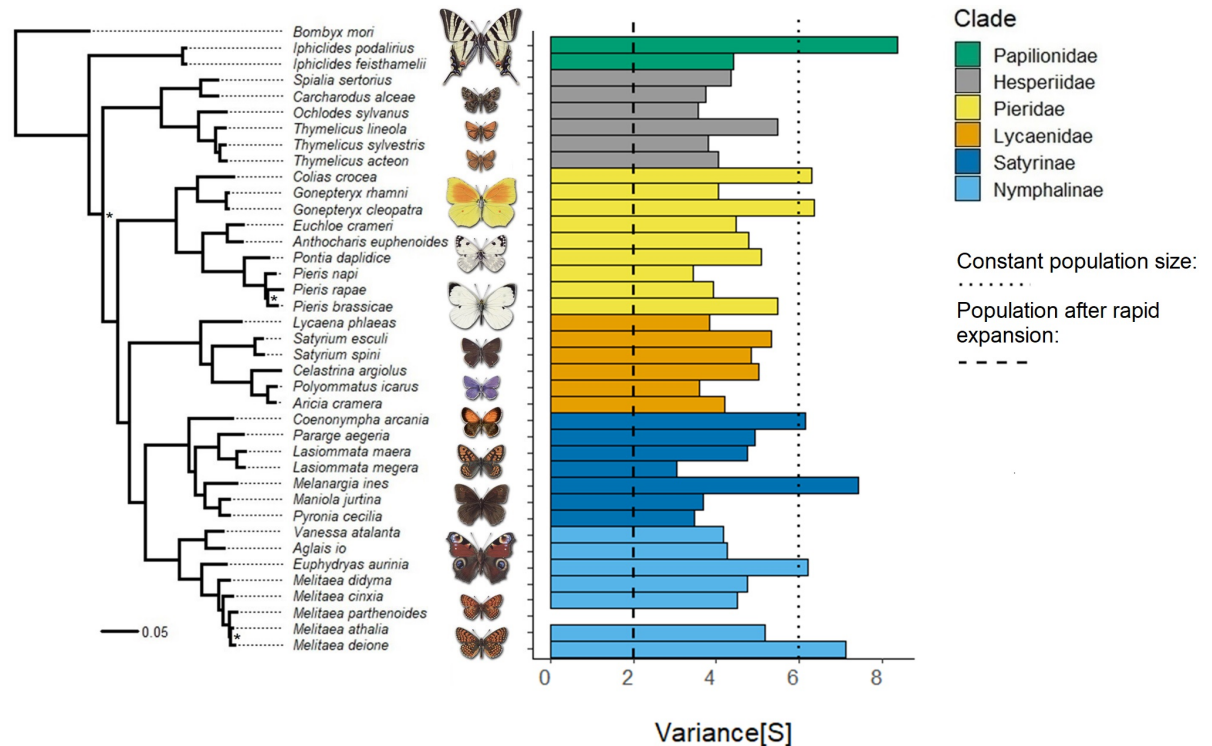 Bombyx mori
Iphiclides podalirius
Iphiclides feisthamelii
Spialia sertorius
Carcharodus alceae
Ochlodes sylvanus
Thymelicus lineola
Thymelicus sylvestris
Thymelicus acteon
Colias crocea
Gonepteryx rhamni
Gonepteryx cleopatra
Euchloe crameri
Anthocharis euphenoides
Pontia daplidice
Pieris napi
Pieris rapae
Pieris brassicae
Lycaena phlaeas
Satyrium esculi
Satyrium spini
Celastrina argiolus
Polyommatus icarus
Aricia cramera
Coenonympha arcania
Pararge aegeria
Lasiommata maera
Lasiommata megera
Melanargia ines
Maniola jurtina
Pyronia cecilia
Vanessa atalanta
Aglais io
Euphydryas aurinia
Melitaea didyma
Melitaea cinxia
Melitaea parthenoides
Melitaea athalia
Melitaea deione
*
*
*
0.05
0 2 4 6 8
Variance[S]
Clade
Papilionidae
Hesperiidae
Pieridae
Lycaenidae
Satyrinae
Nymphalinae
Constant population size:
Population after rapid
expansion: